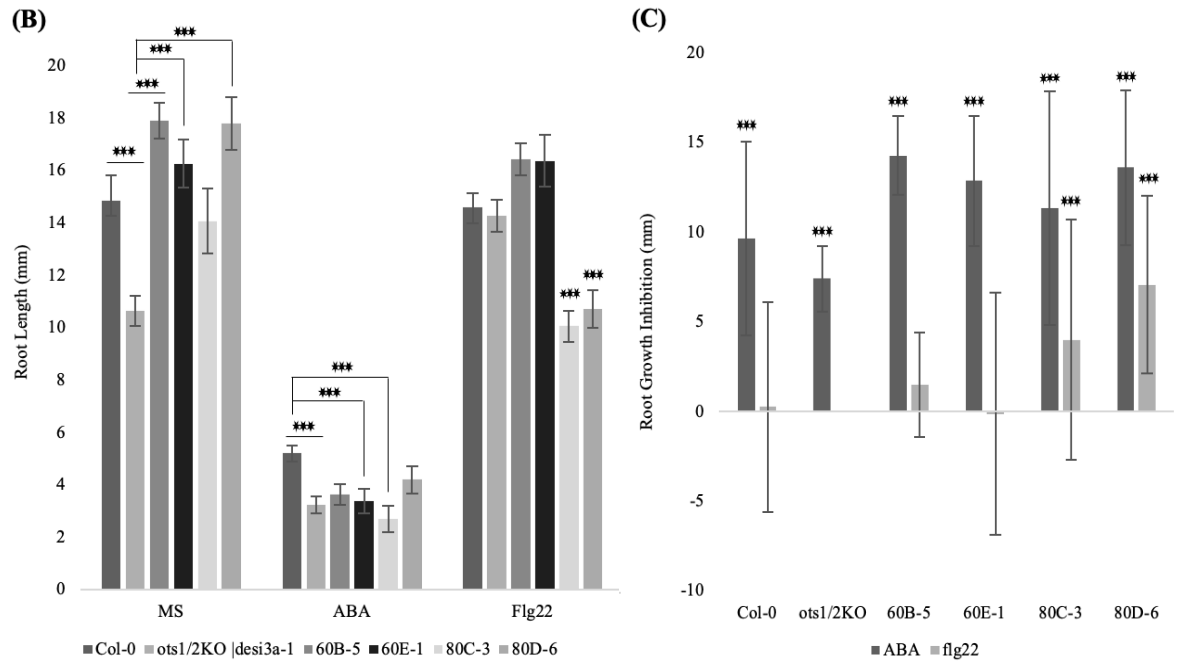 (B)
Root Length (mm)
20
18
16
14
12
10
8
6
4
2
0
***
***
***
***
***
***
***
***
***
MS
ABA
Flg22
Col-0
ots1/2KO |desi3a-1
60B-5
60E-1
80C-3
80D-6
(C)
Root Growth Inhibition (mm)
20
15
10
5
0
-5
-10
***
***
***
***
***
***
***
***
Col-0
ots1/2KO
60B-5
60E-1
80C-3
80D-6
ABA
flg22